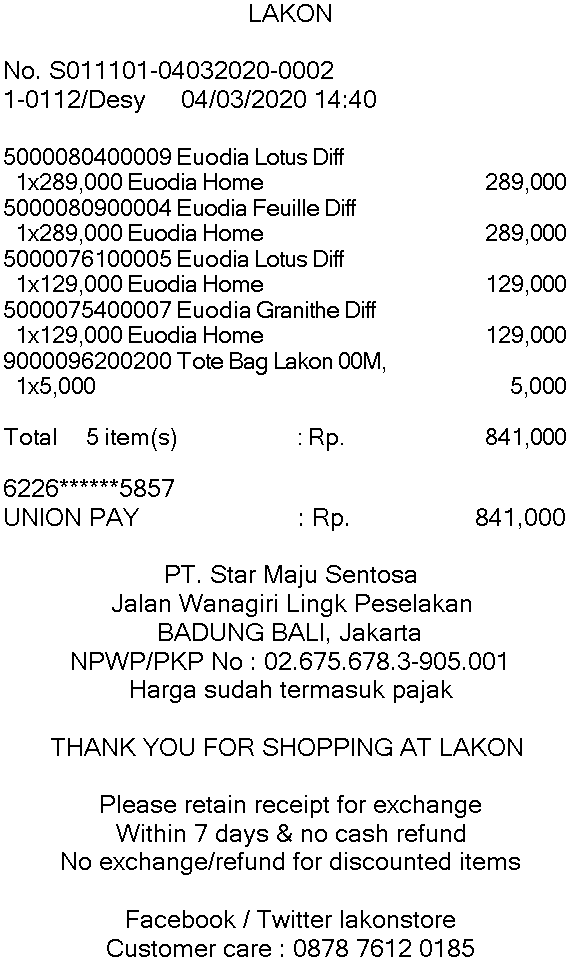 LAKON
No. S011101-04032020-0002
1-0112/Desy 04/03/2020 14:40
5000080400009 Euodia Lotus Diff
1x289,000 Euodia Home 289,000
5000080900004 Euodia Feuille Diff
1x289,000 Euodia Home 289,000
5000076100005 Euodia Lotus Diff
1x129,000 Euodia Home 129,000
5000075400007 Euodia Granithe Diff
1x129,000 Euodia Home 129,000
9000096200200 Tote Bag Lakon 00M,
1x5,000 5,000
Total 5 item(s) : Rp. 841,000
6226******5857
UNION PAY : Rp. 841,000
PT. Star Maju Sentosa
Jalan Wanagiri Lingk Peselakan
BADUNG BALI, Jakarta
NPWP/PKP No : 02.675.678.3-905.001
Harga sudah termasuk pajak
THANK YOU FOR SHOPPING AT LAKON
Please retain receipt for exchange
Within 7 days & no cash refund
No exchange/refund for discounted items
Facebook / Twitter lakonstore
Customer care : 0878 7612 0185